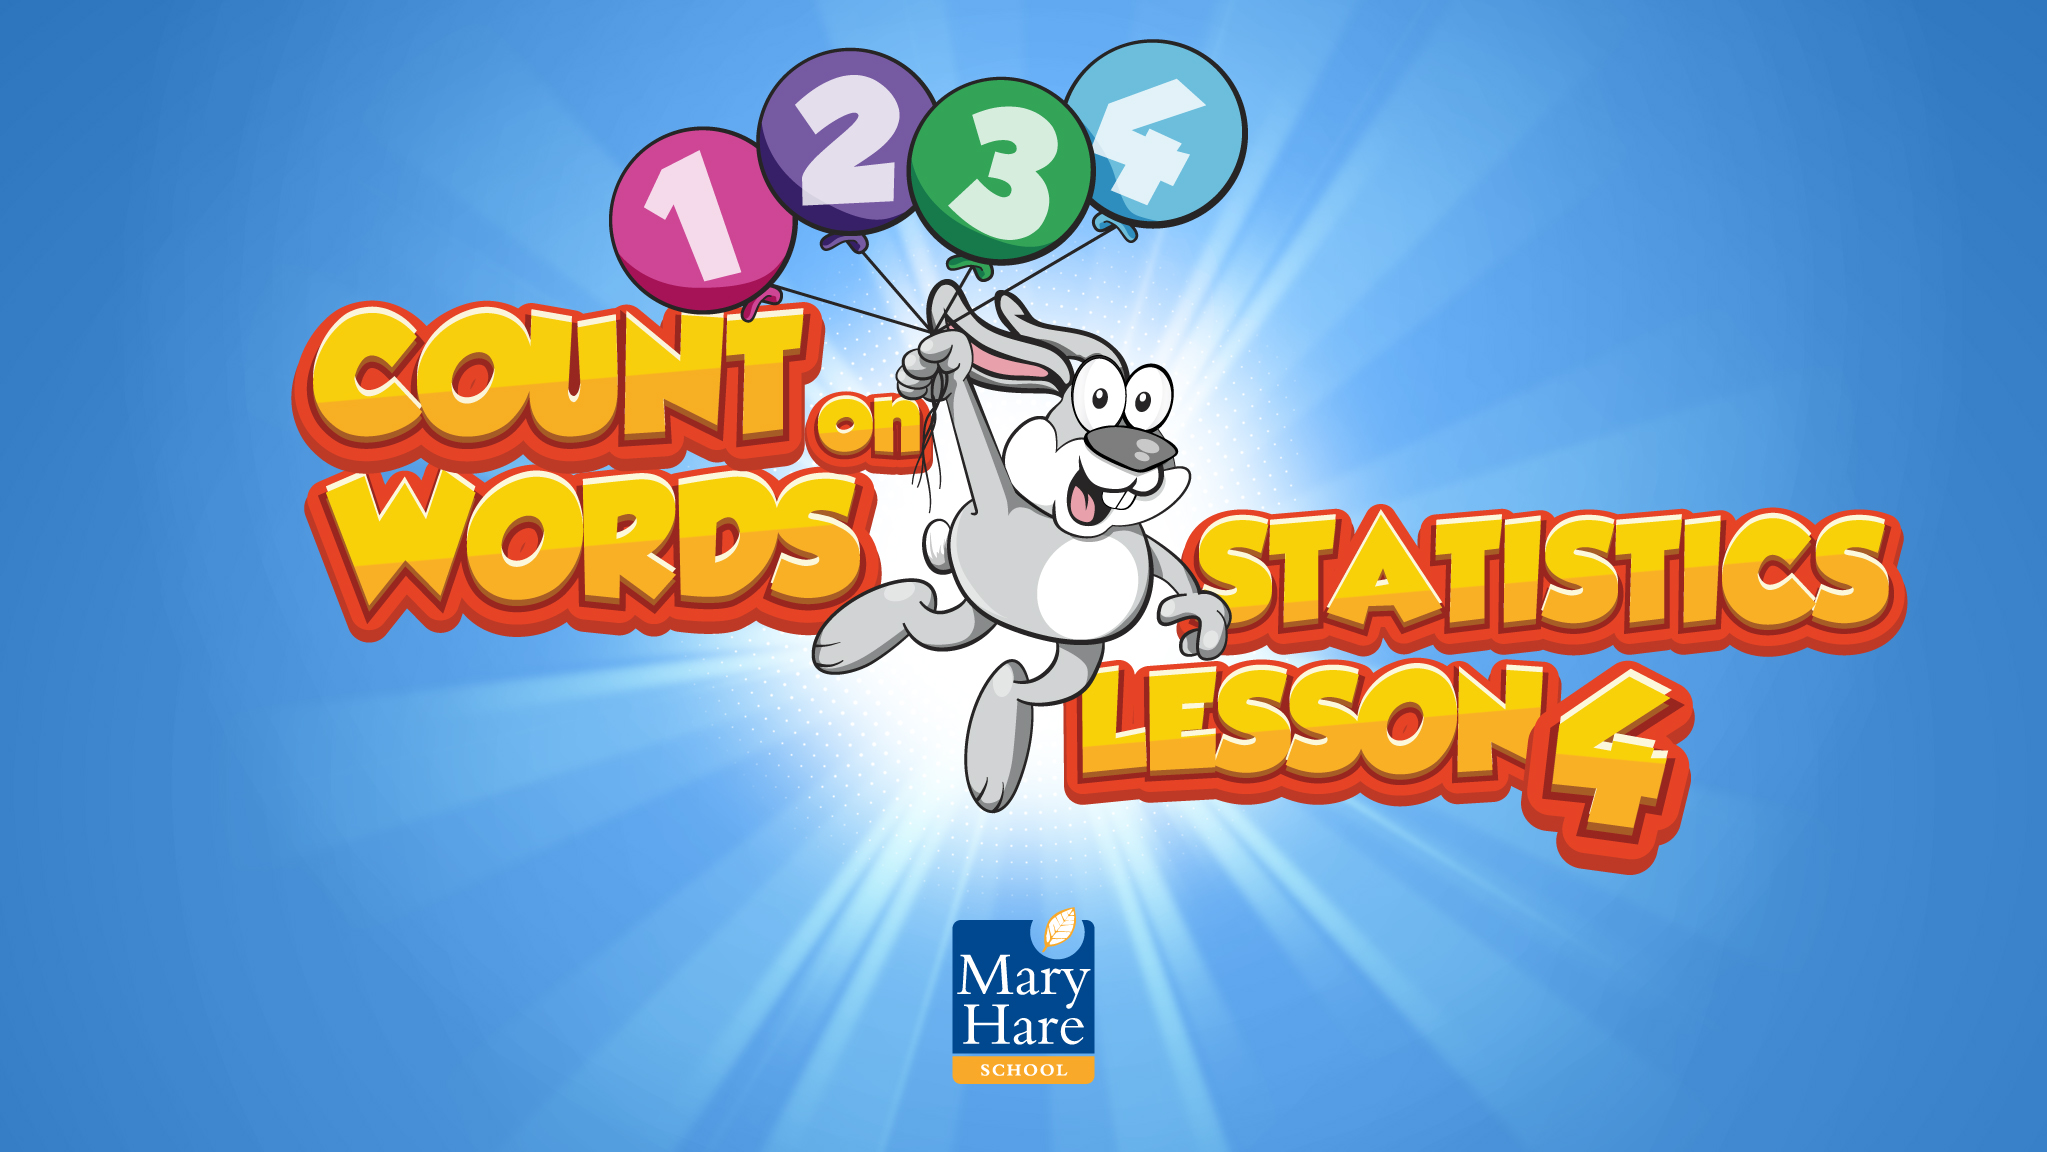 1 2 3 4
COUNT on
WORDS
STATISTICS
LESSON 4
Mary
Hare
SCHOOL